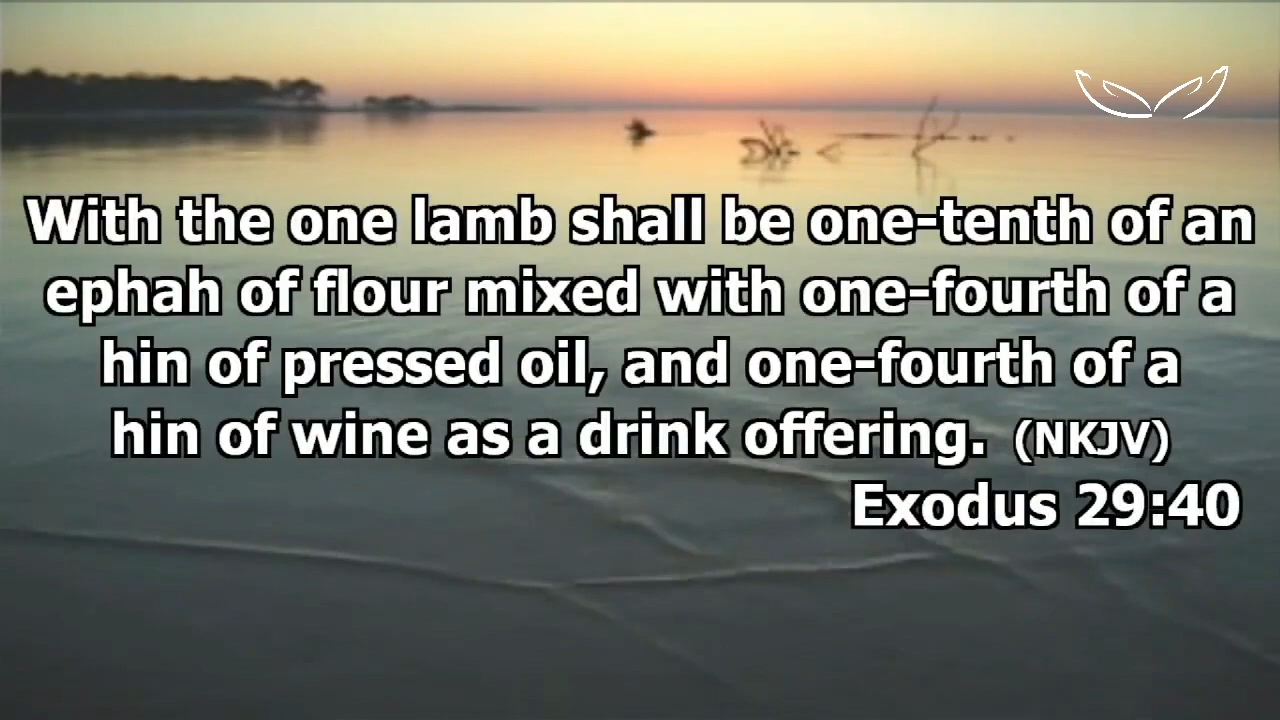 With the one lamb shall be one-tenth of an
ephah of flour mixed with one-fourth of a
hin of pressed oil, and one-fourth of a
hin of wine as a drink offering. (NKJV)
Exodus 29:40